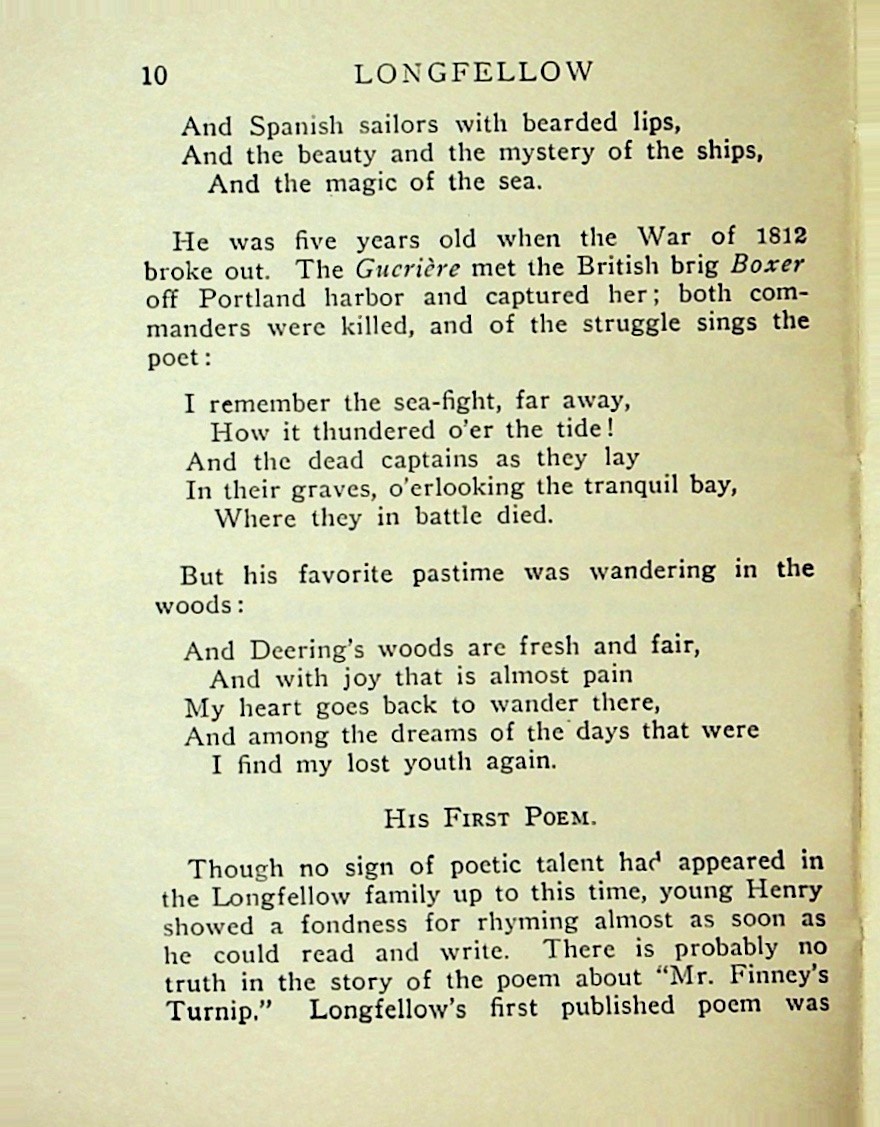 10 LONGFELLOW
And Spanish sailors with bearded lips,
And the beauty and the mystery of the ships,
And the magic of the sea.
He was five years old when the War of 1812
broke out. The Gucrière met the British brig Boxer
off Portland harbor and captured her; both com-
manders were killed, and of the struggle sings the
poet:
I remember the sea-fight, far away,
How it thundered o'er the tide!
And the dead captains as they lay
In their graves, o'erlooking the tranquil bay,
Where they in battle died.
But his favorite pastime was wandering in the
woods:
And Deering's woods are fresh and fair,
And with joy that is almost pain
My heart goes back to wander there,
And among the dreams of the days that were
I find my lost youth again.
HIS FIRST POEM.
Though no sign of poetic talent had appeared in
the Longfellow family up to this time, young Henry
showed a fondness for rhyming almost as soon as
he could read and write. There is probably no
truth in the story of the poem about "Mr. Finney's
Turnip." Longfellow's first published poem was